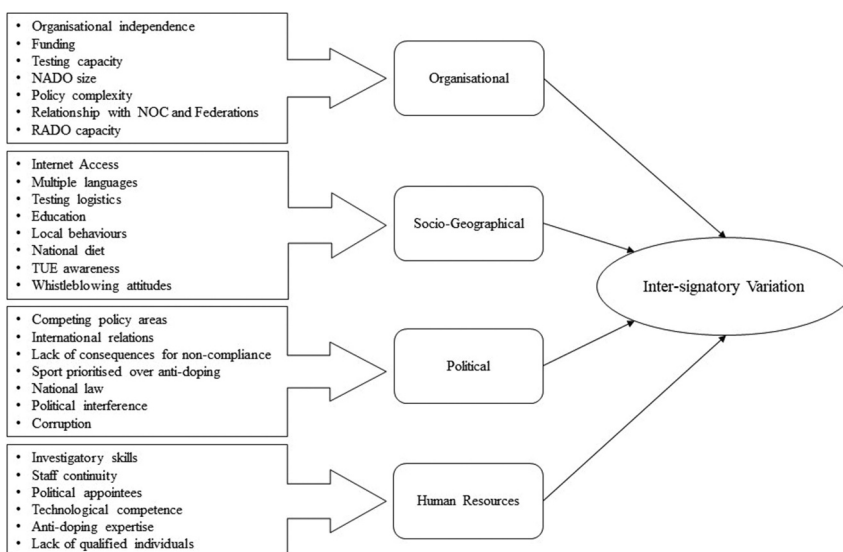 • Organisational independence
• Funding
• Testing capacity
• NADO size
• Policy complexity
• Relationship with NOC and Federations
• RADO capacity
Organisational
• Internet Access
• Multiple languages
• Testing logistics
• Education
• Local behaviours
• National diet
• TUE awareness
• Whistleblowing attitudes
Socio-Geographical
• Competing policy areas
• International relations
• Lack of consequences for non-compliance
• Sport prioritised over anti-doping
• National law
• Political interference
• Corruption
Political
• Investigatory skills
• Staff continuity
• Political appointees
• Technological competence
• Anti-doping expertise
• Lack of qualified individuals
Human Resources
Inter-signatory Variation